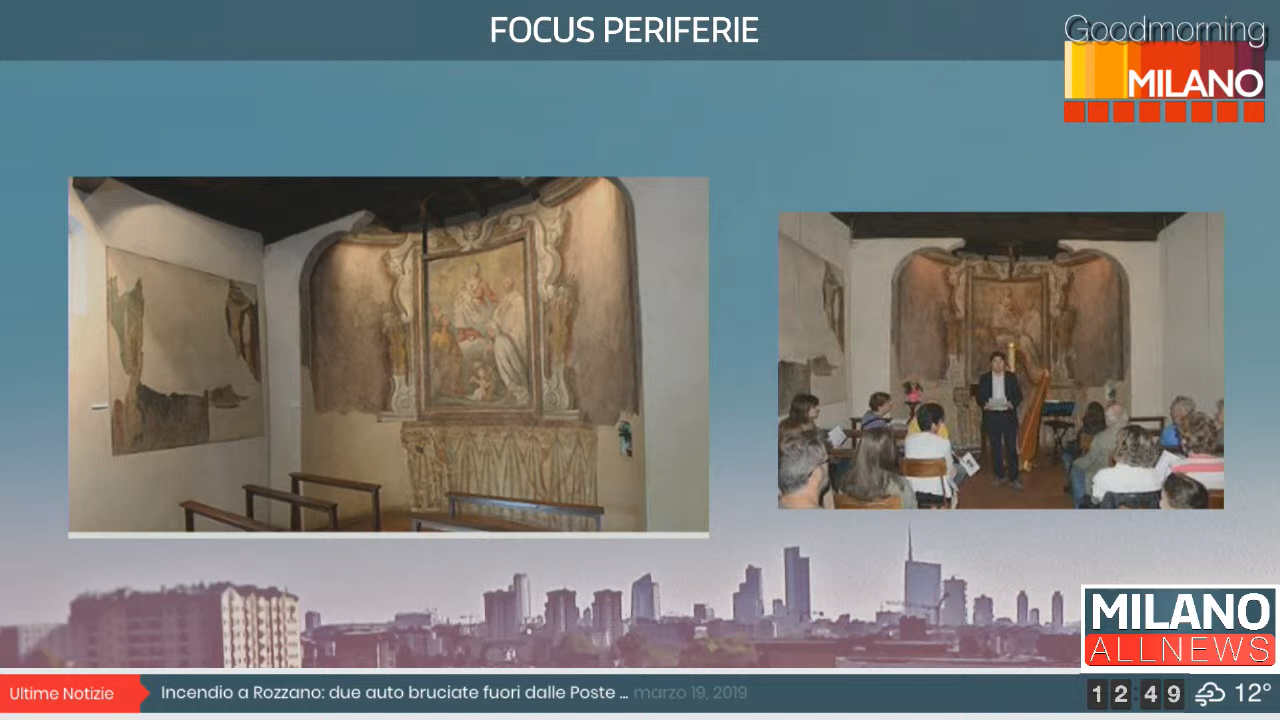 FOCUS PERIFERIE
Goodmorning
MILANO
MILANO
ALLNEWS
Ultime Notizie
Incendio a Rozzano: due auto bruciate fuori dalle Poste ... marzo 19, 2019
12:49
12°